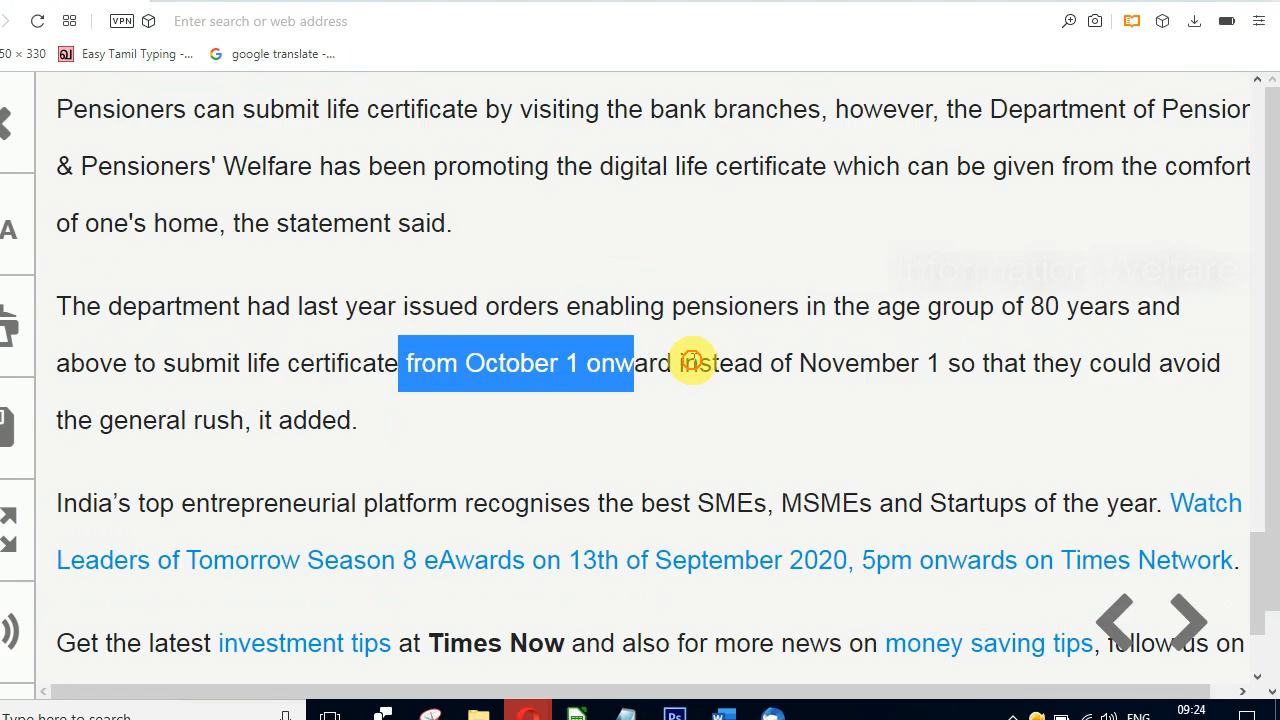 VPN
Enter search or web address
50 × 330
Easy Tamil Typing -...
google translate -...
Pensioners can submit life certificate by visiting the bank branches, however, the Department of Pension
& Pensioners' Welfare has been promoting the digital life certificate which can be given from the comfort
of one's home, the statement said.
Information Welfare
The department had last year issued orders enabling pensioners in the age group of 80 years and
above to submit life certificate from October 1 onward instead of November 1 so that they could avoid
the general rush, it added.
India’s top entrepreneurial platform recognises the best SMEs, MSMEs and Startups of the year. Watch
Leaders of Tomorrow Season 8 eAwards on 13th of September 2020, 5pm onwards on Times Network.
Get the latest investment tips at Times Now and also for more news on money saving tips, follow us on
A
Type here to search
ENG
09:24